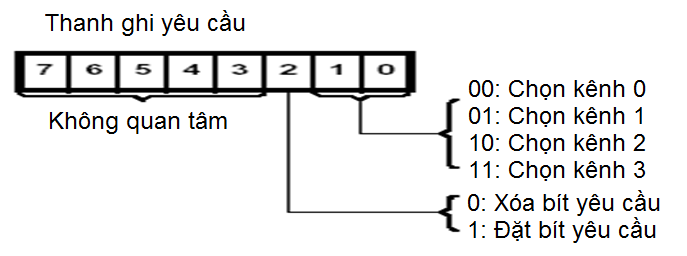 Thanh ghi yêu cầu
7 6 5 4 3 2 1 0
Không quan tâm
00: Chọn kênh 0
01: Chọn kênh 1
10: Chọn kênh 2
11: Chọn kênh 3
0: Xóa bít yêu cầu
1: Đặt bít yêu cầu